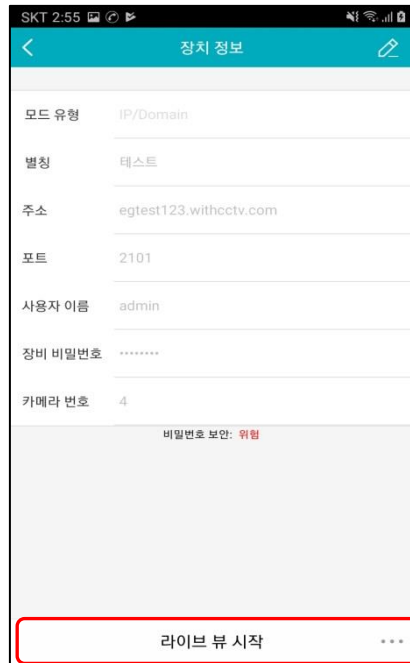 SKT 2:55
장치 정보
모드 유형 IP/Domain
별칭 테스트
주소 egtest123.withcctv.com
포트 2101
사용자 이름 admin
장비 비밀번호 ••••••••
카메라 번호 4
비밀번호 보안: 위험
라이브 뷰 시작